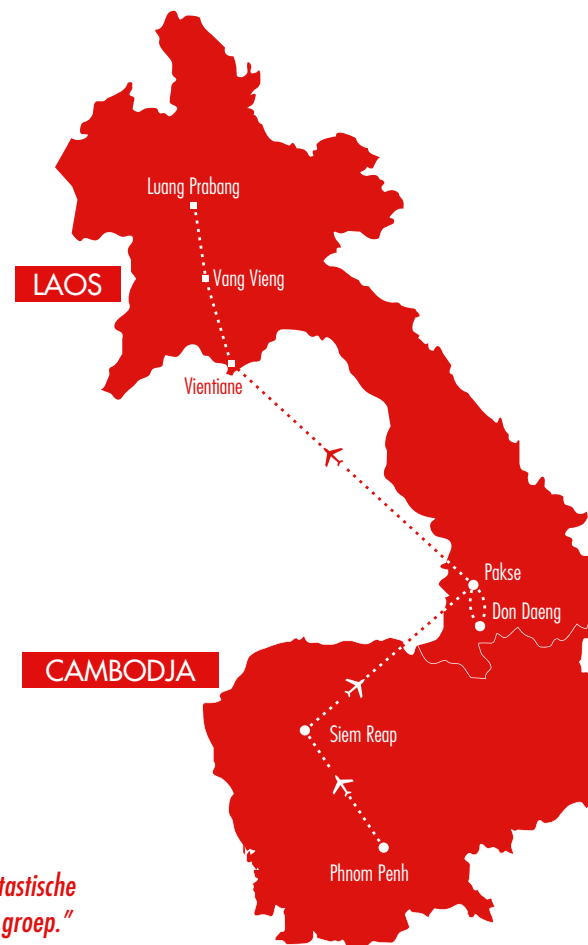 Luang Prabang
LAOS
Vang Vieng
Vientiane
Pakse
Don Daeng
CAMBODJA
Siem Reap
Phnom Penh
tastische
groep."